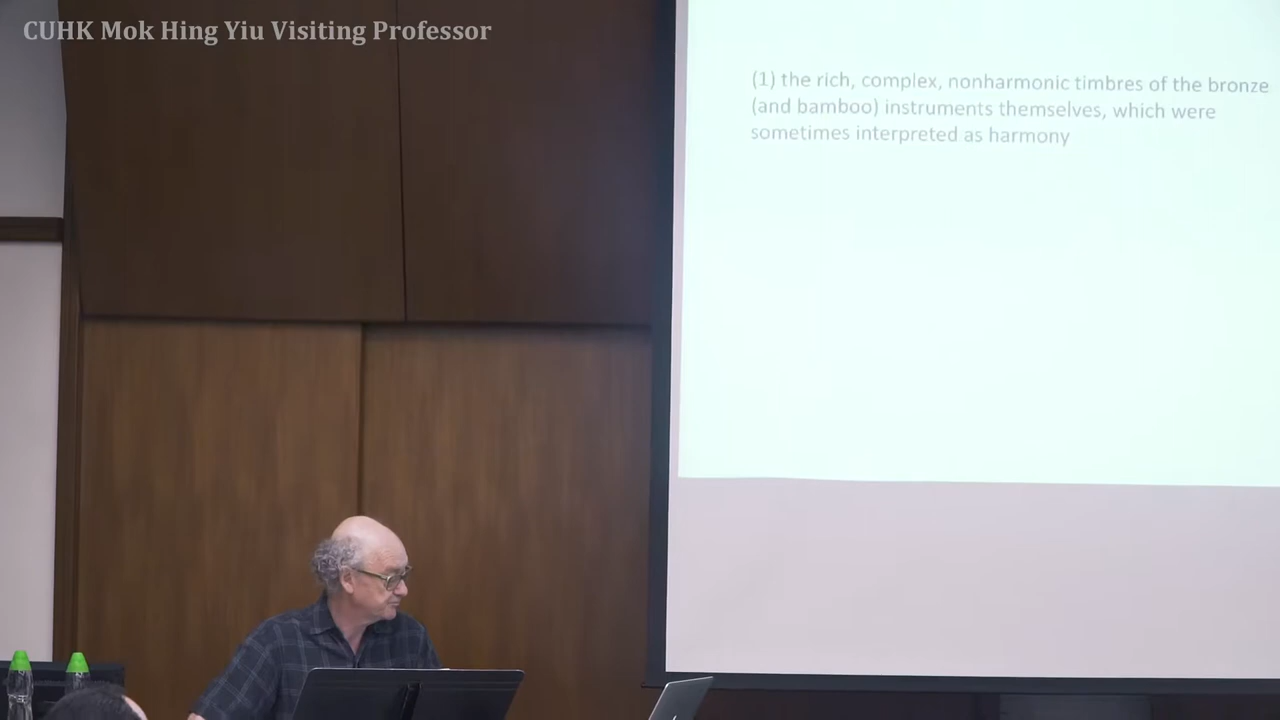 CUHK Mok Hing Yiu Visiting Professor
(1) the rich, complex, nonharmonic timbres of the bronze
(and bamboo) instruments themselves, which were
sometimes interpreted as harmony